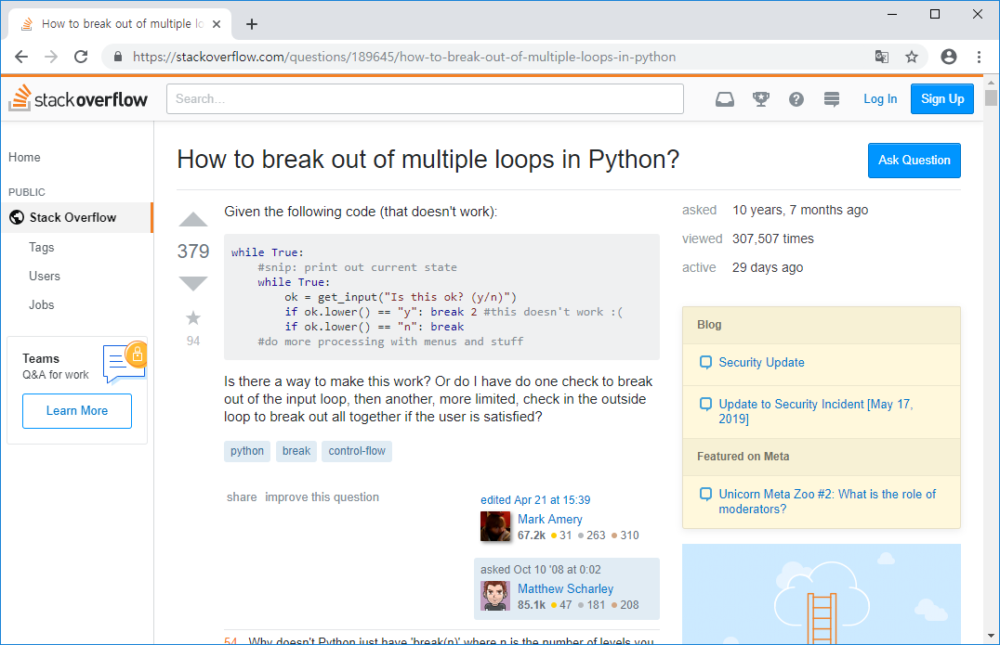 How to break out of multiple lo
https://stackoverflow.com/questions/189645/how-to-break-out-of-multiple-loops-in-python
stackoverflow
Search...
Log In
Sign Up
Home
PUBLIC
Stack Overflow
Tags
Users
Jobs
Teams
Q&A for work
Learn More
How to break out of multiple loops in Python?
Ask Question
379
94
Given the following code (that doesn't work):
while True:
    #snip: print out current state
    while True:
        ok = get_input("Is this ok? (y/n)")
        if ok.lower() == "y": break 2 #this doesn't work :(
        if ok.lower() == "n": break
    #do more processing with menus and stuff
Is there a way to make this work? Or do I have do one check to break
out of the input loop, then another, more limited, check in the outside
loop to break out all together if the user is satisfied?
python break control-flow
share improve this question
edited Apr 21 at 15:39
Mark Amery
67.2k 31 263 310
asked Oct 10 '08 at 0:02
Matthew Scharley
85.1k 47 181 208
54 Why doesn't Python just have 'break(n)' where n is the number of levels you
asked 10 years, 7 months ago
viewed 307,507 times
active 29 days ago
Blog
Security Update
Update to Security Incident [May 17,
2019]
Featured on Meta
Unicorn Meta Zoo #2: What is the role of
moderators?